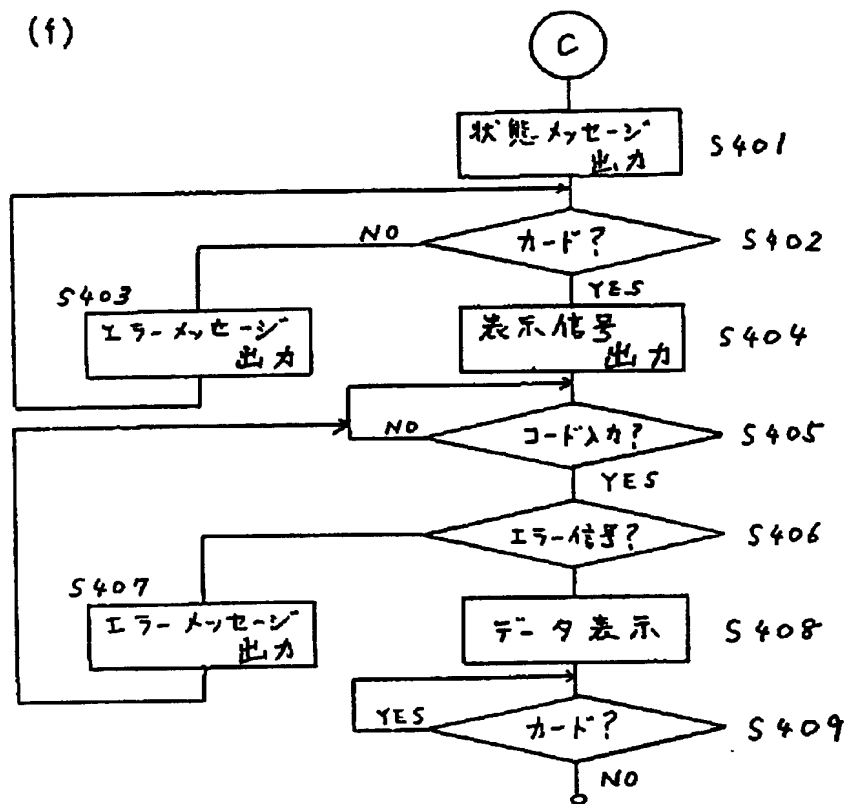 (f)
C
状態メッセージ
出力
S401
カード?
S402
NO
YES
S403
エラーメッセージ
出力
表示信号
出力
S404
コード入力?
S405
NO
YES
エラー信号?
S406
S407
エラーメッセージ
出力
データ表示
S408
カード?
S409
YES
NO